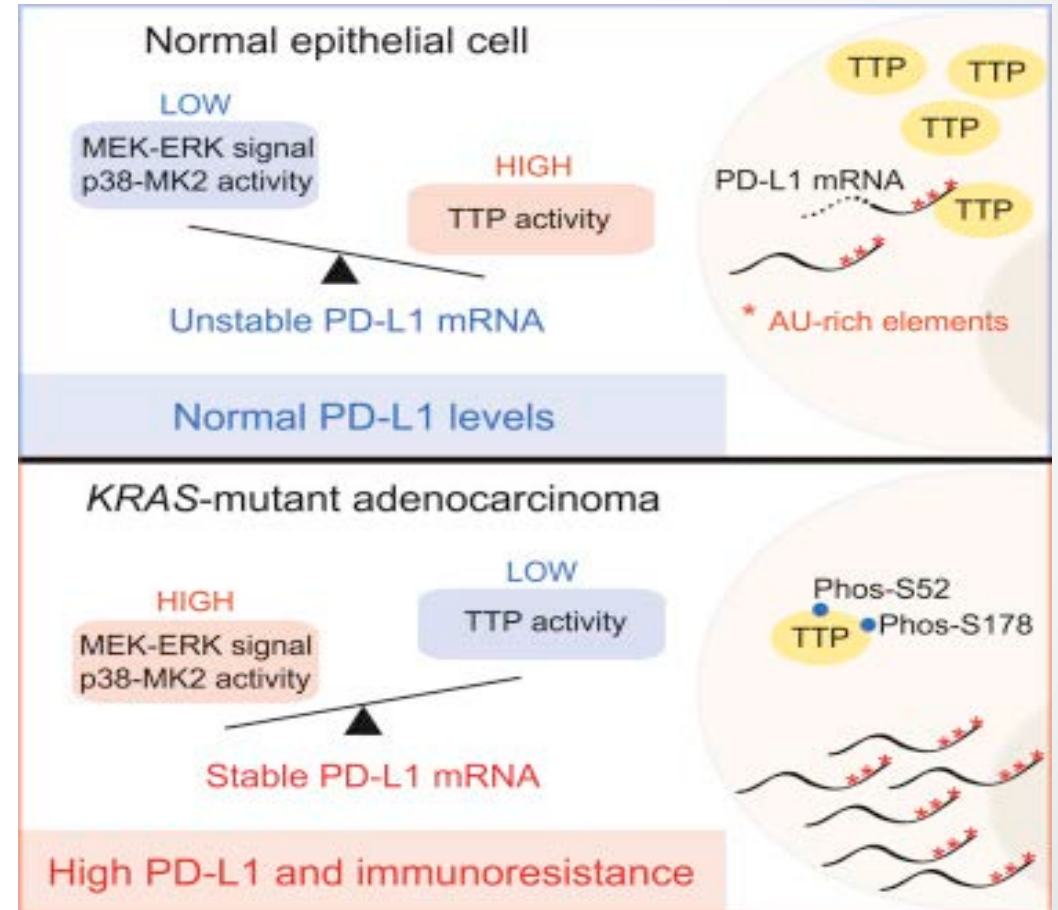 Normal epithelial cell
LOW
MEK-ERK signal
p38-MK2 activity
HIGH
TTP activity
Unstable PD-L1 mRNA
Normal PD-L1 levels
TTP
TTP
TTP
PD-L1 mRNA
TTP
* AU-rich elements
KRAS-mutant adenocarcinoma
HIGH
MEK-ERK signal
p38-MK2 activity
LOW
TTP activity
Stable PD-L1 mRNA
High PD-L1 and immunoresistance
Phos-S52
TTP
Phos-S178